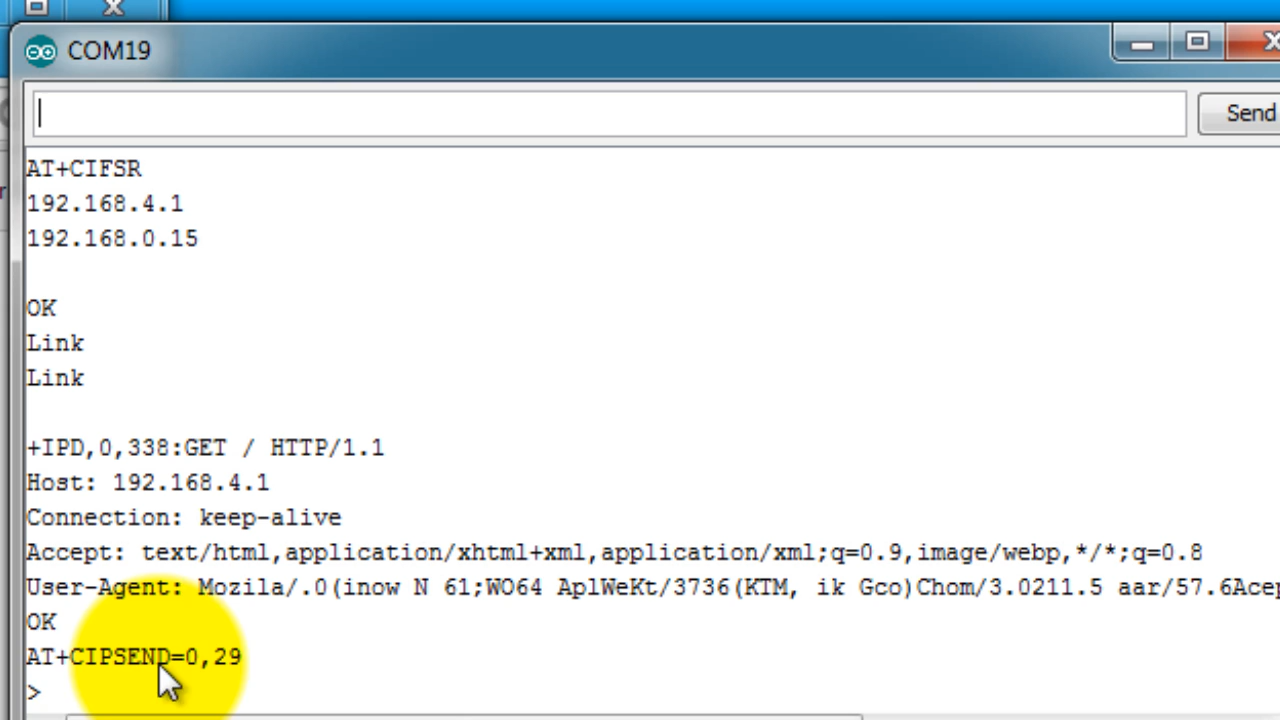 COM19
Send
AT+CIFSR
192.168.4.1
192.168.0.15
OK
Link
Link
+IPD,0,338:GET / HTTP/1.1
Host: 192.168.4.1
Connection: keep-alive
Accept: text/html,application/xhtml+xml,application/xml;q=0.9,image/webp,*/*;q=0.8
User-Agent: Mozila/.0(inow N 61;WO64 AplWeKt/3736(KTM, ik Gco)Chom/3.0211.5 aar/57.6Acep
OK
AT+CIPSEND=0,29
>